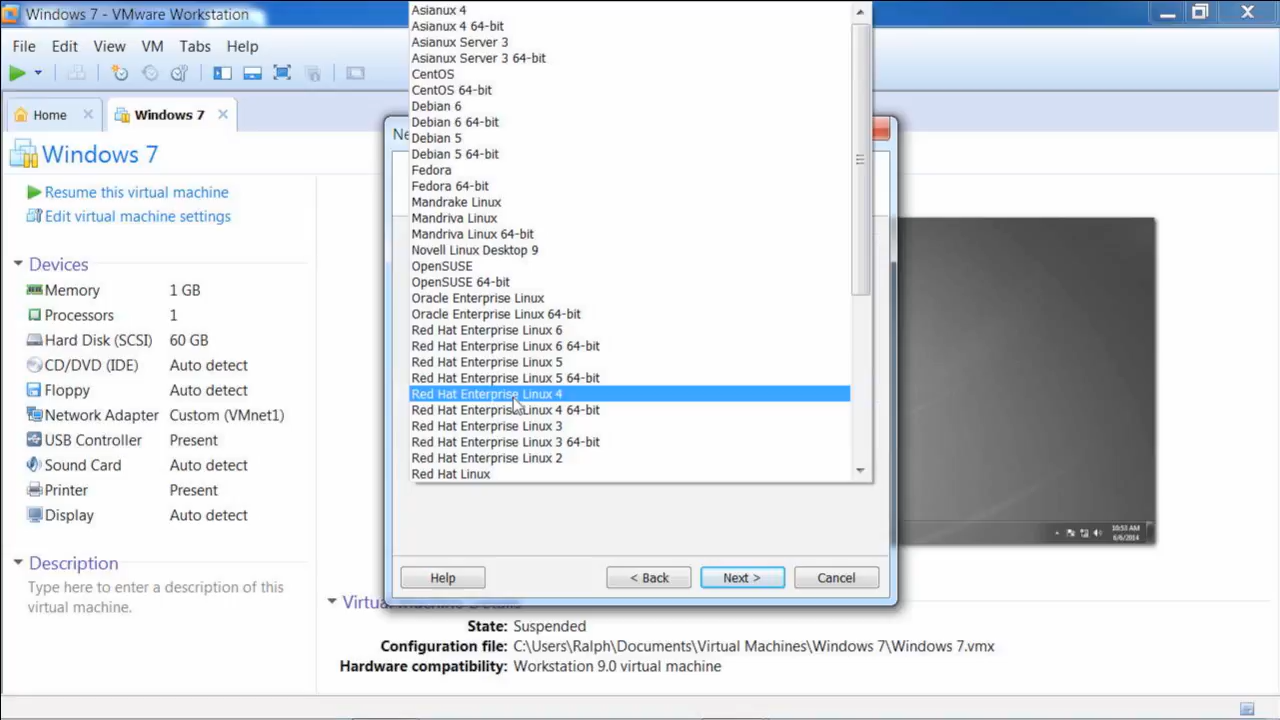 Windows 7 - VMware Workstation
File Edit View VM Tabs Help
Home Windows 7
Windows 7
Resume this virtual machine
Edit virtual machine settings
Devices
Memory 1 GB
Processors 1
Hard Disk (SCSI) 60 GB
CD/DVD (IDE) Auto detect
Floppy Auto detect
Network Adapter Custom (VMnet1)
USB Controller Present
Sound Card Auto detect
Printer Present
Display Auto detect
Description
Type here to enter a description of this
virtual machine.
Asianux 4
Asianux 4 64-bit
Asianux Server 3
Asianux Server 3 64-bit
CentOS
CentOS 64-bit
Debian 6
Debian 6 64-bit
Debian 5
Debian 5 64-bit
Fedora
Fedora 64-bit
Mandrake Linux
Mandriva Linux
Mandriva Linux 64-bit
Novell Linux Desktop 9
OpenSUSE
OpenSUSE 64-bit
Oracle Enterprise Linux
Oracle Enterprise Linux 64-bit
Red Hat Enterprise Linux 6
Red Hat Enterprise Linux 6 64-bit
Red Hat Enterprise Linux 5
Red Hat Enterprise Linux 5 64-bit
Red Hat Enterprise Linux 4
Red Hat Enterprise Linux 4 64-bit
Red Hat Enterprise Linux 3
Red Hat Enterprise Linux 3 64-bit
Red Hat Enterprise Linux 2
Red Hat Linux
Help < Back Next > Cancel
10:53 AM
6/6/2014
State: Suspended
Configuration file: C:\Users\Ralph\Documents\Virtual Machines\Windows 7\Windows 7.vmx
Hardware compatibility: Workstation 9.0 virtual machine